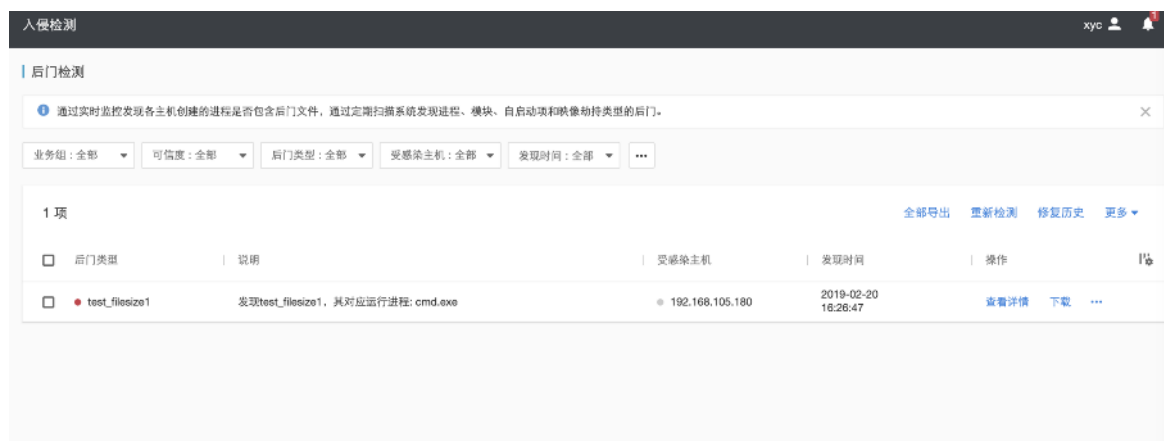 入侵检测
xyc
1
后门检测
通过实时监控发现各主机创建的进程是否包含后门文件，通过定期扫描系统发现进程、模块、自启动项和映像劫持类型的后门。
业务组：全部
可信度：全部
后门类型：全部
受感染主机：全部
发现时间：全部
1 项
全部导出
重新检测
修复历史
更多
后门类型
说明
受感染主机
发现时间
操作
test_filesize1
发现test_filesize1，其对应运行进程: cmd.exe
192.168.105.180
2019-02-20
16:26:47
查看详情
下载